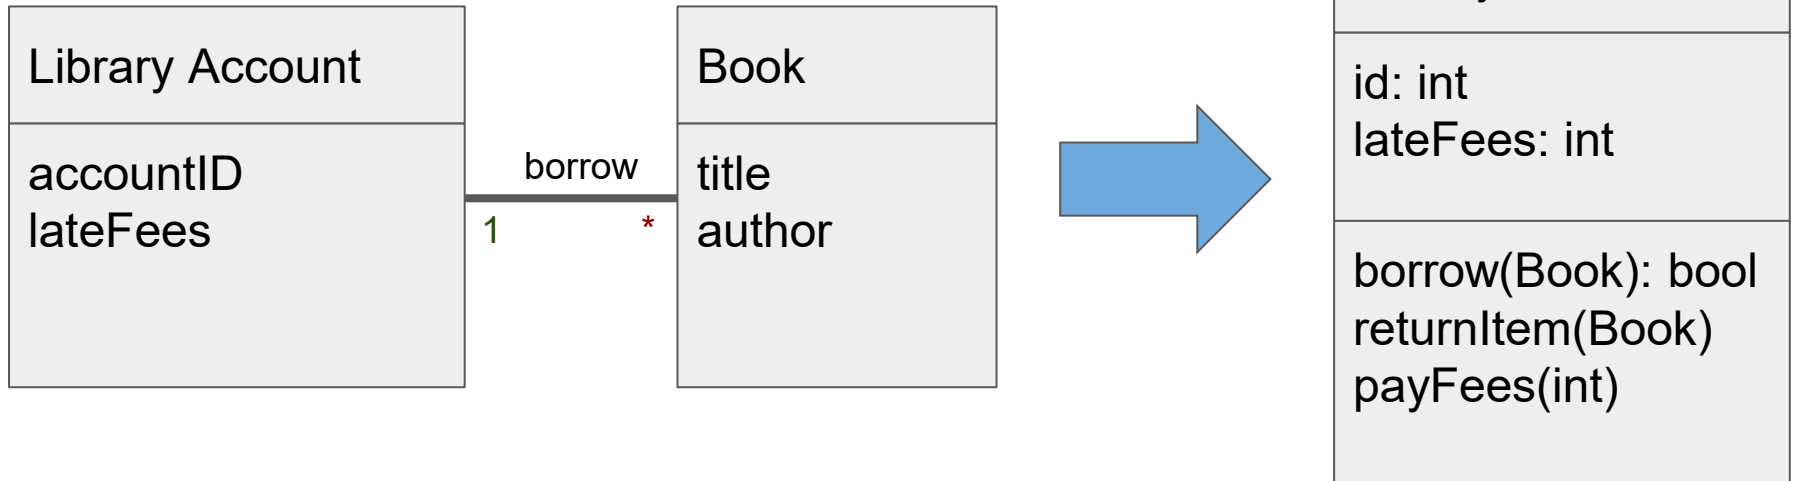 Library Account
accountID
lateFees
borrow
1
*
Book
title
author
id: int
lateFees: int
borrow(Book): bool
returnItem(Book)
payFees(int)